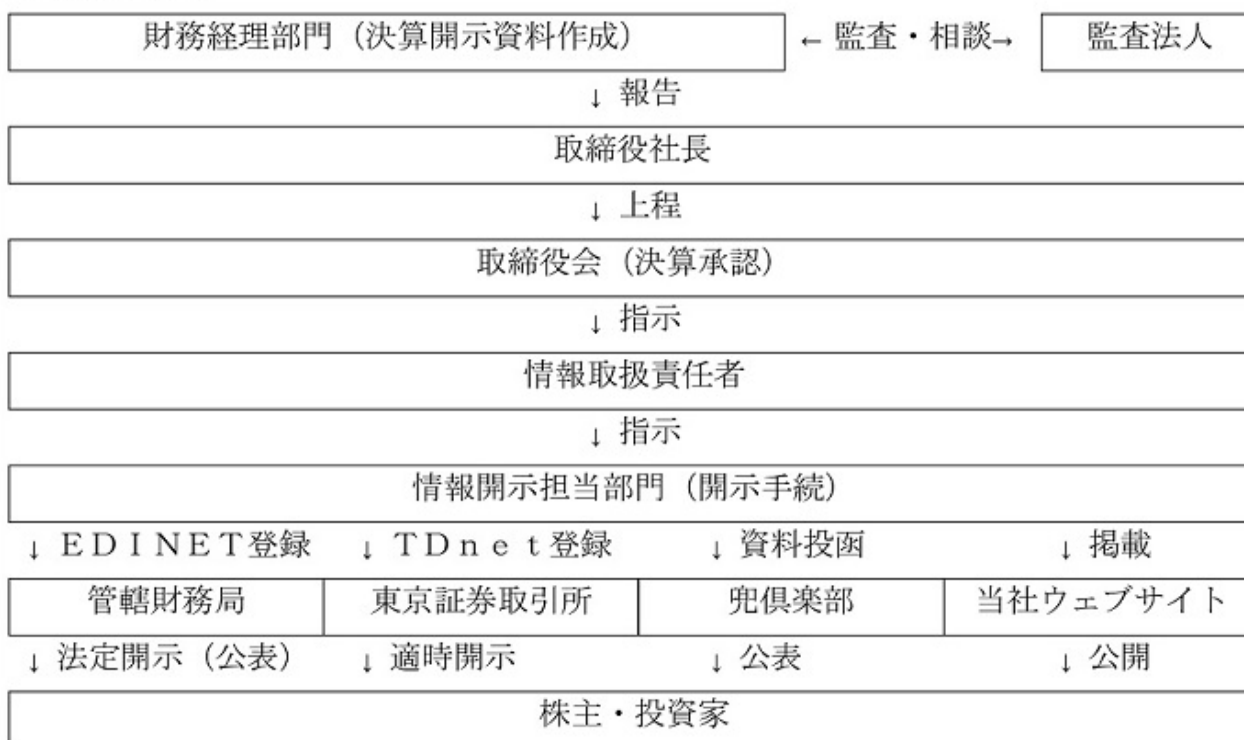 財務経理部門（決算開示資料作成） ← 監査・相談→ 監査法人
↓ 報告
取締役社長
↓ 上程
取締役会（決算承認）
↓ 指示
情報取扱責任者
↓ 指示
情報開示担当部門（開示手続）
↓ ＥＤＩＮＥＴ登録 ↓ ＴＤｎｅｔ登録 ↓ 資料投函 ↓ 掲載
管轄財務局 東京証券取引所 兜倶楽部 当社ウェブサイト
↓ 法定開示（公表） ↓ 適時開示 ↓ 公表 ↓ 公開
株主・投資家